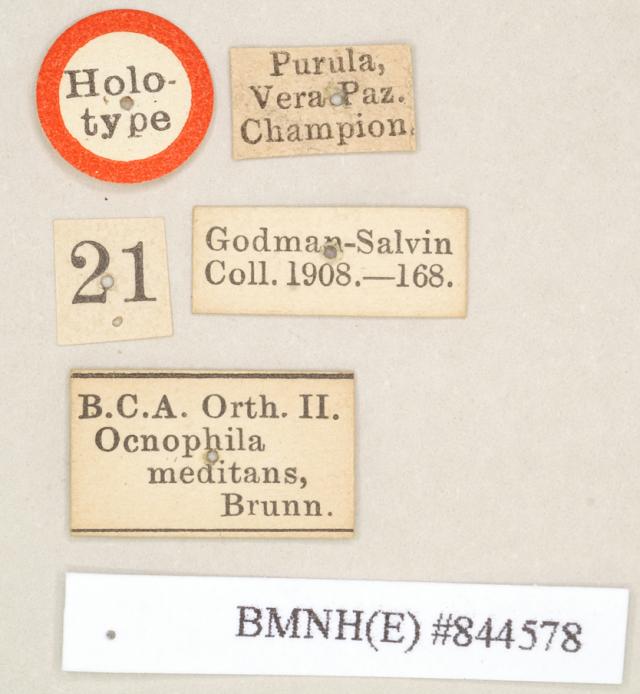 Holo-
type
Purula,
Vera Paz.
Champion.
21
Godman-Salvin
Coll. 1908.—168.
B.C.A. Orth. II.
Ocnophila
meditans,
Brunn.
BMNH(E) #844578